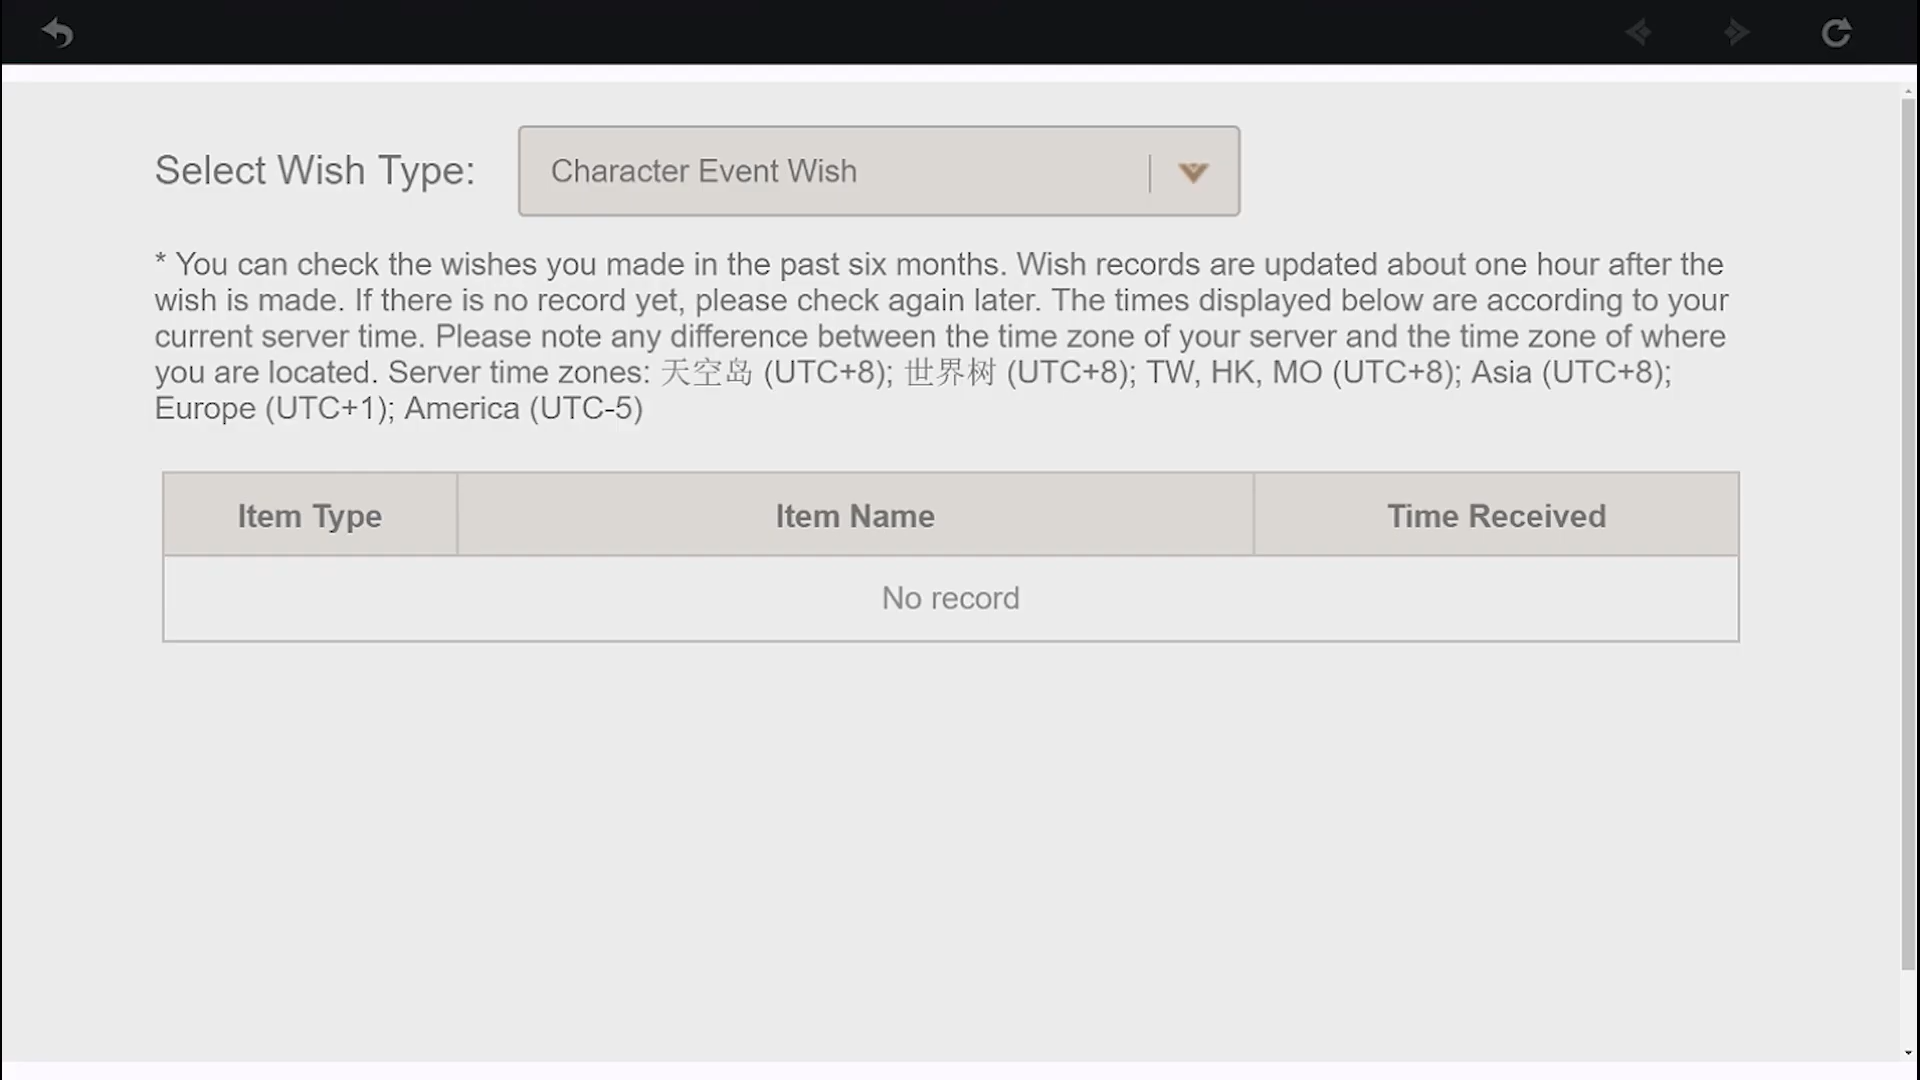 Select Wish Type:
Character Event Wish
* You can check the wishes you made in the past six months. Wish records are updated about one hour after the
wish is made. If there is no record yet, please check again later. The times displayed below are according to your
current server time. Please note any difference between the time zone of your server and the time zone of where
you are located. Server time zones: 天空岛 (UTC+8); 世界树 (UTC+8); TW, HK, MO (UTC+8); Asia (UTC+8);
Europe (UTC+1); America (UTC-5)
Item Type
Item Name
Time Received
No record